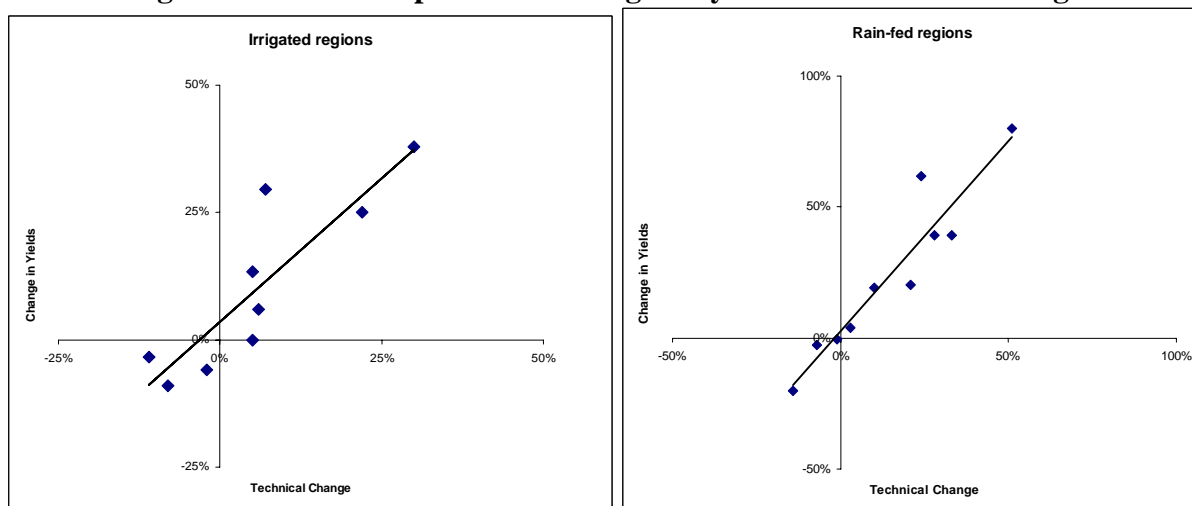 Irrigated regions
50%
25%
0%
-25%
-25%
0%
25%
50%
Change in Yields
Technical Change
Rain-fed regions
100%
50%
0%
-50%
-50%
0%
50%
100%
Change in Yields
Technical Change